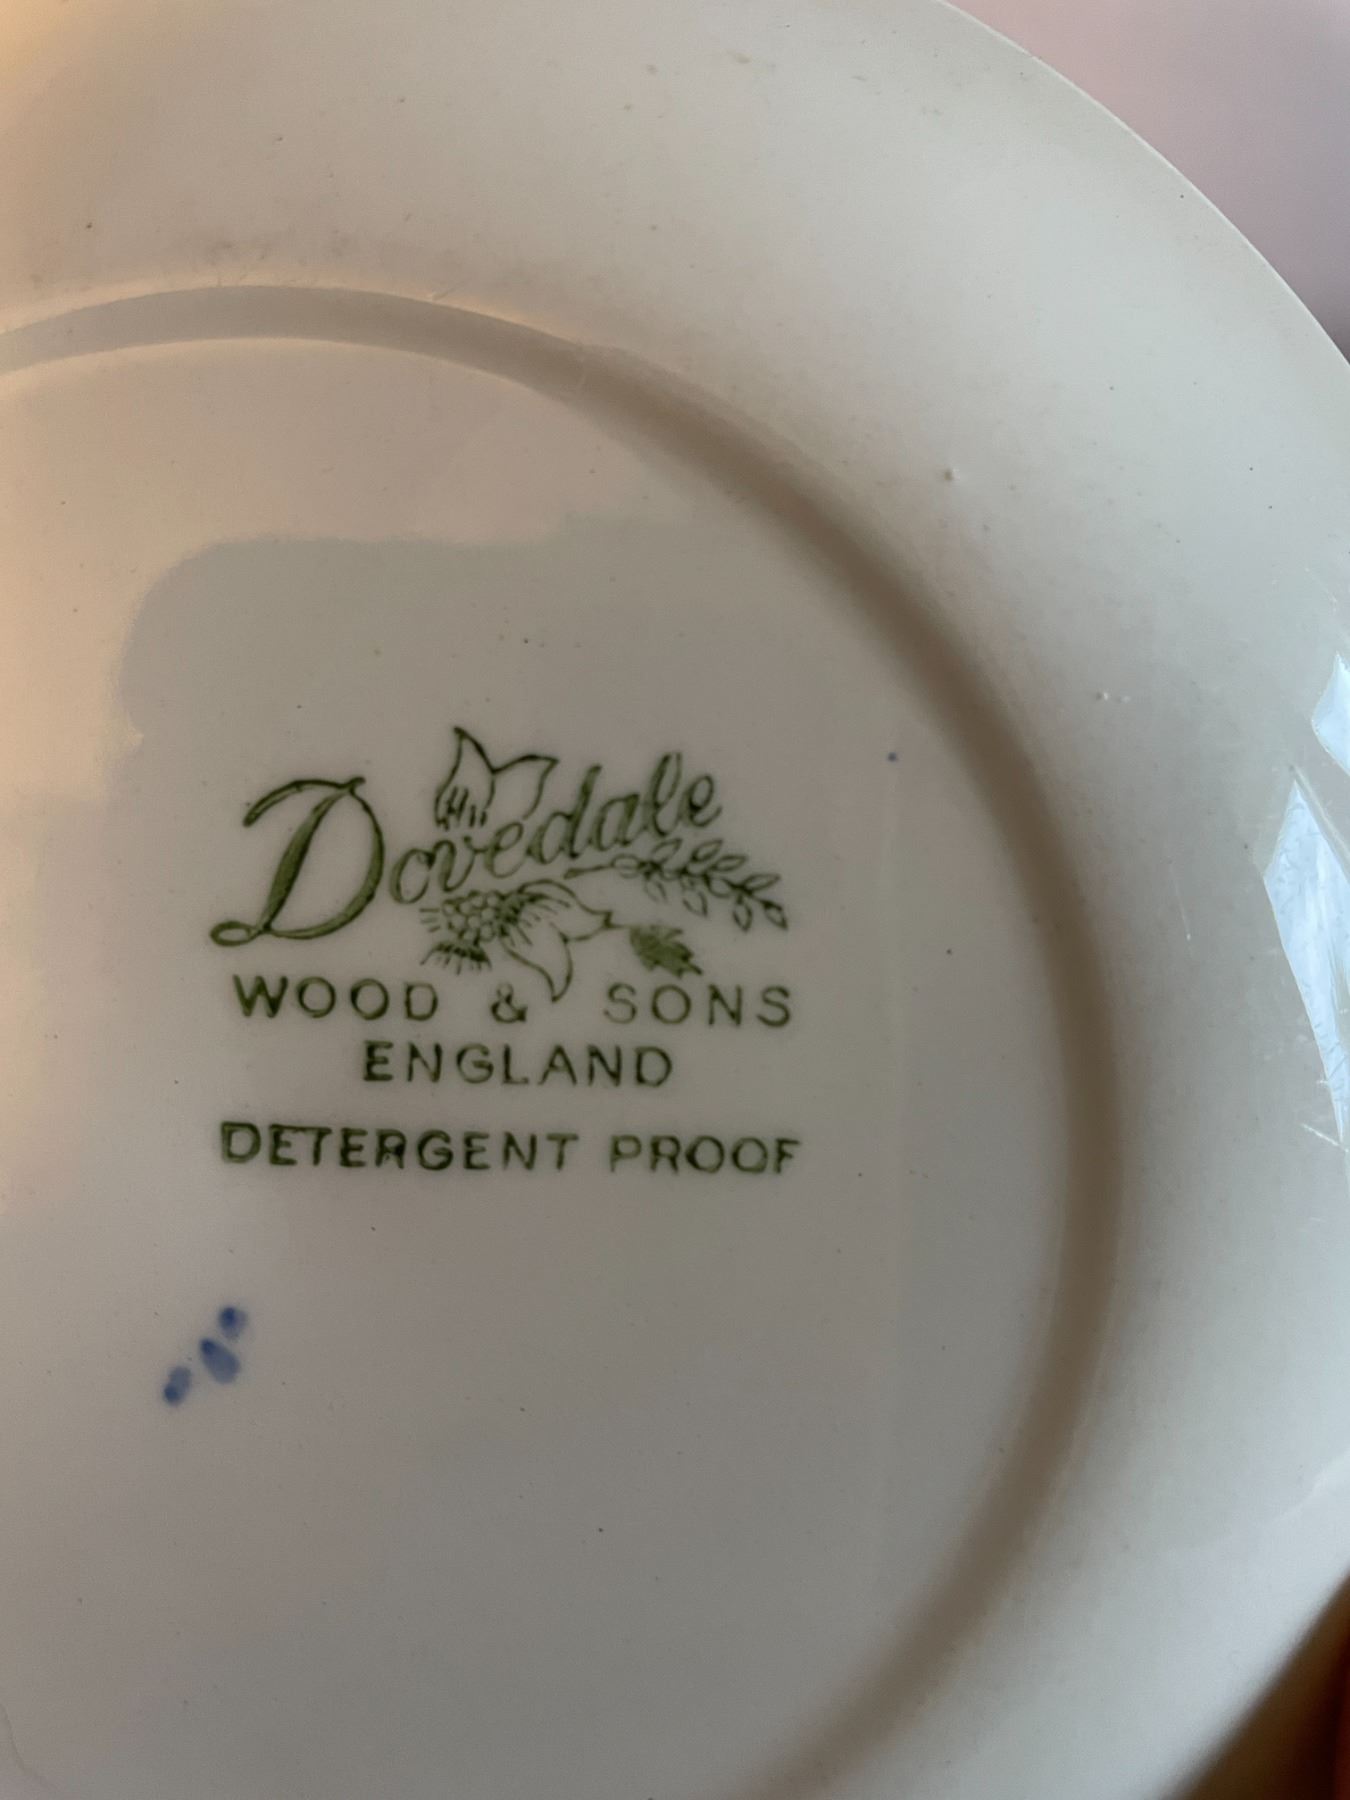 Dovedale
WOOD & SONS
ENGLAND
DETERGENT PROOF